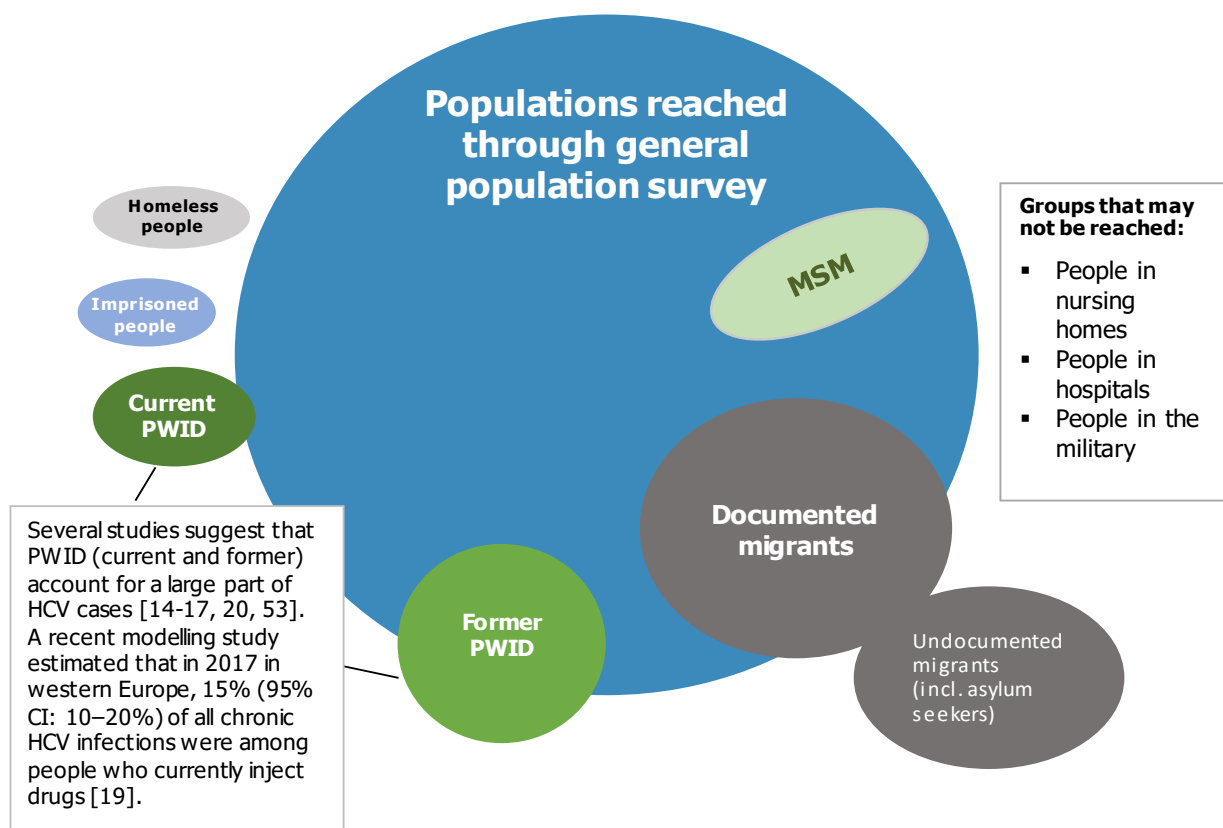 Populations reached
through general
population survey
Homeless
people
Imprisoned
people
Current
PWID
MSM
Groups that may
not be reached:
▪ People in
nursing
homes
▪ People in
hospitals
▪ People in the
military
Documented
migrants
Former
PWID
Undocumented
migrants
(incl. asylum
seekers)
Several studies suggest that
PWID (current and former)
account for a large part of
HCV cases [14-17, 20, 53].
A recent modelling study
estimated that in 2017 in
western Europe, 15% (95%
CI: 10–20%) of all chronic
HCV infections were among
people who currently inject
drugs [19].